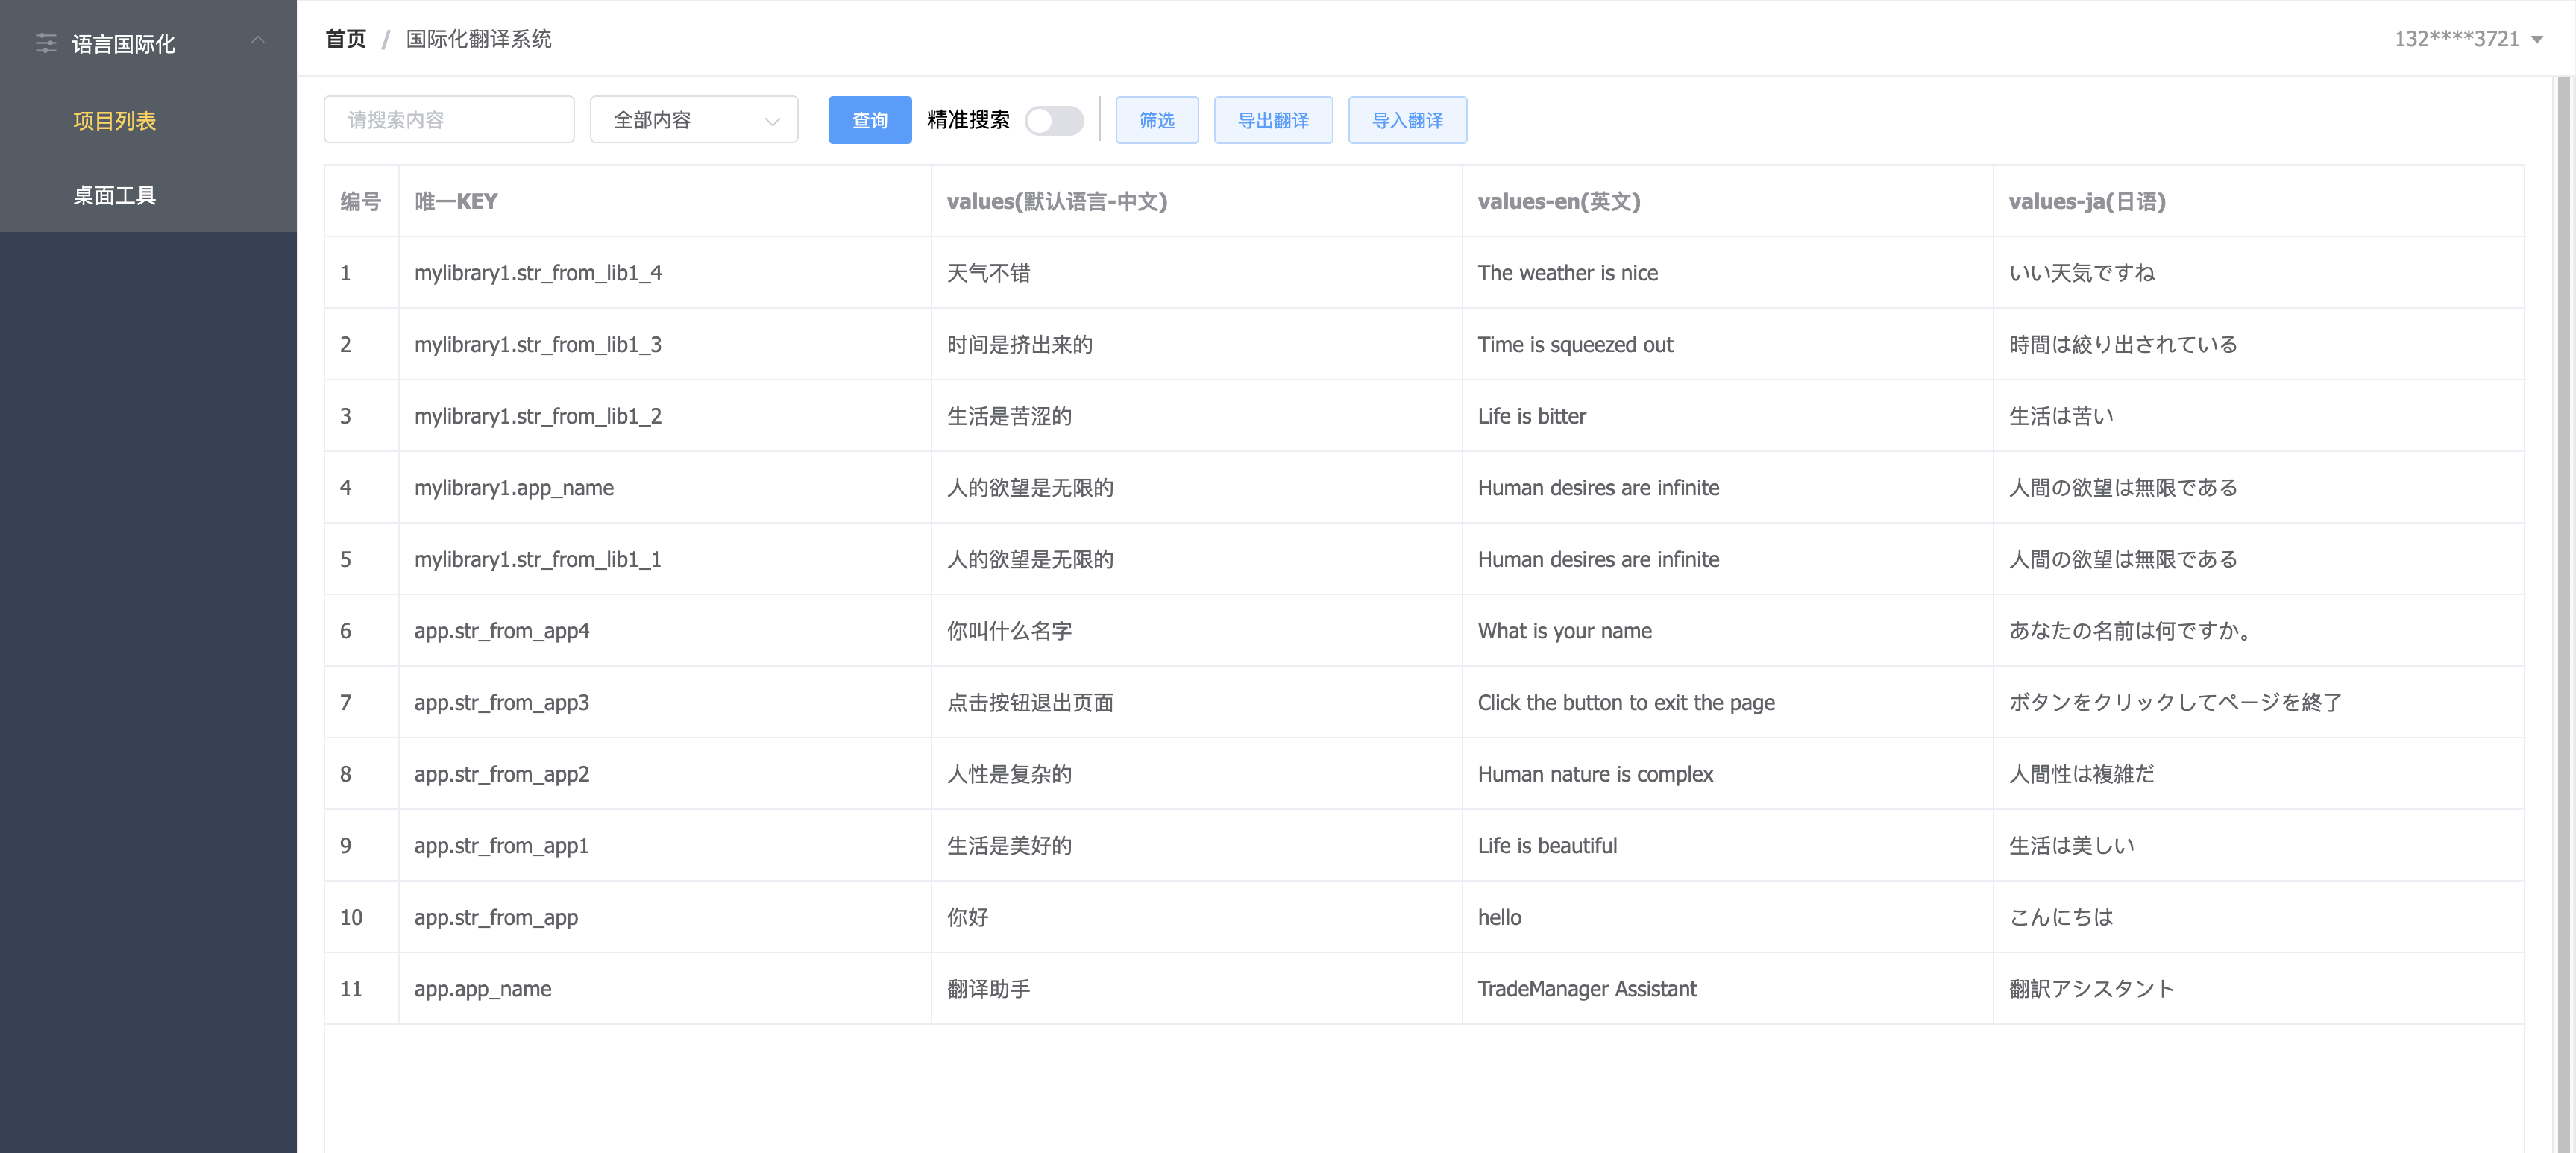 语言国际化
项目列表
桌面工具
首页 / 国际化翻译系统
132****3721
请搜索内容 全部内容 查询 精准搜索 筛选 导出翻译 导入翻译
编号 唯一KEY values(默认语言-中文) values-en(英文) values-ja(日语)
1 mylibrary1.str_from_lib1_4 天气不错 The weather is nice いい天気ですね
2 mylibrary1.str_from_lib1_3 时间是挤出来的 Time is squeezed out 時間は絞り出されている
3 mylibrary1.str_from_lib1_2 生活是苦涩的 Life is bitter 生活は苦い
4 mylibrary1.app_name 人的欲望是无限的 Human desires are infinite 人間の欲望は無限である
5 mylibrary1.str_from_lib1_1 人的欲望是无限的 Human desires are infinite 人間の欲望は無限である
6 app.str_from_app4 你叫什么名字 What is your name あなたの名前は何ですか。
7 app.str_from_app3 点击按钮退出页面 Click the button to exit the page ボタンをクリックしてページを終了
8 app.str_from_app2 人性是复杂的 Human nature is complex 人間性は複雑だ
9 app.str_from_app1 生活是美好的 Life is beautiful 生活は美しい
10 app.str_from_app 你好 hello こんにちは
11 app.app_name 翻译助手 TradeManager Assistant 翻訳アシスタント